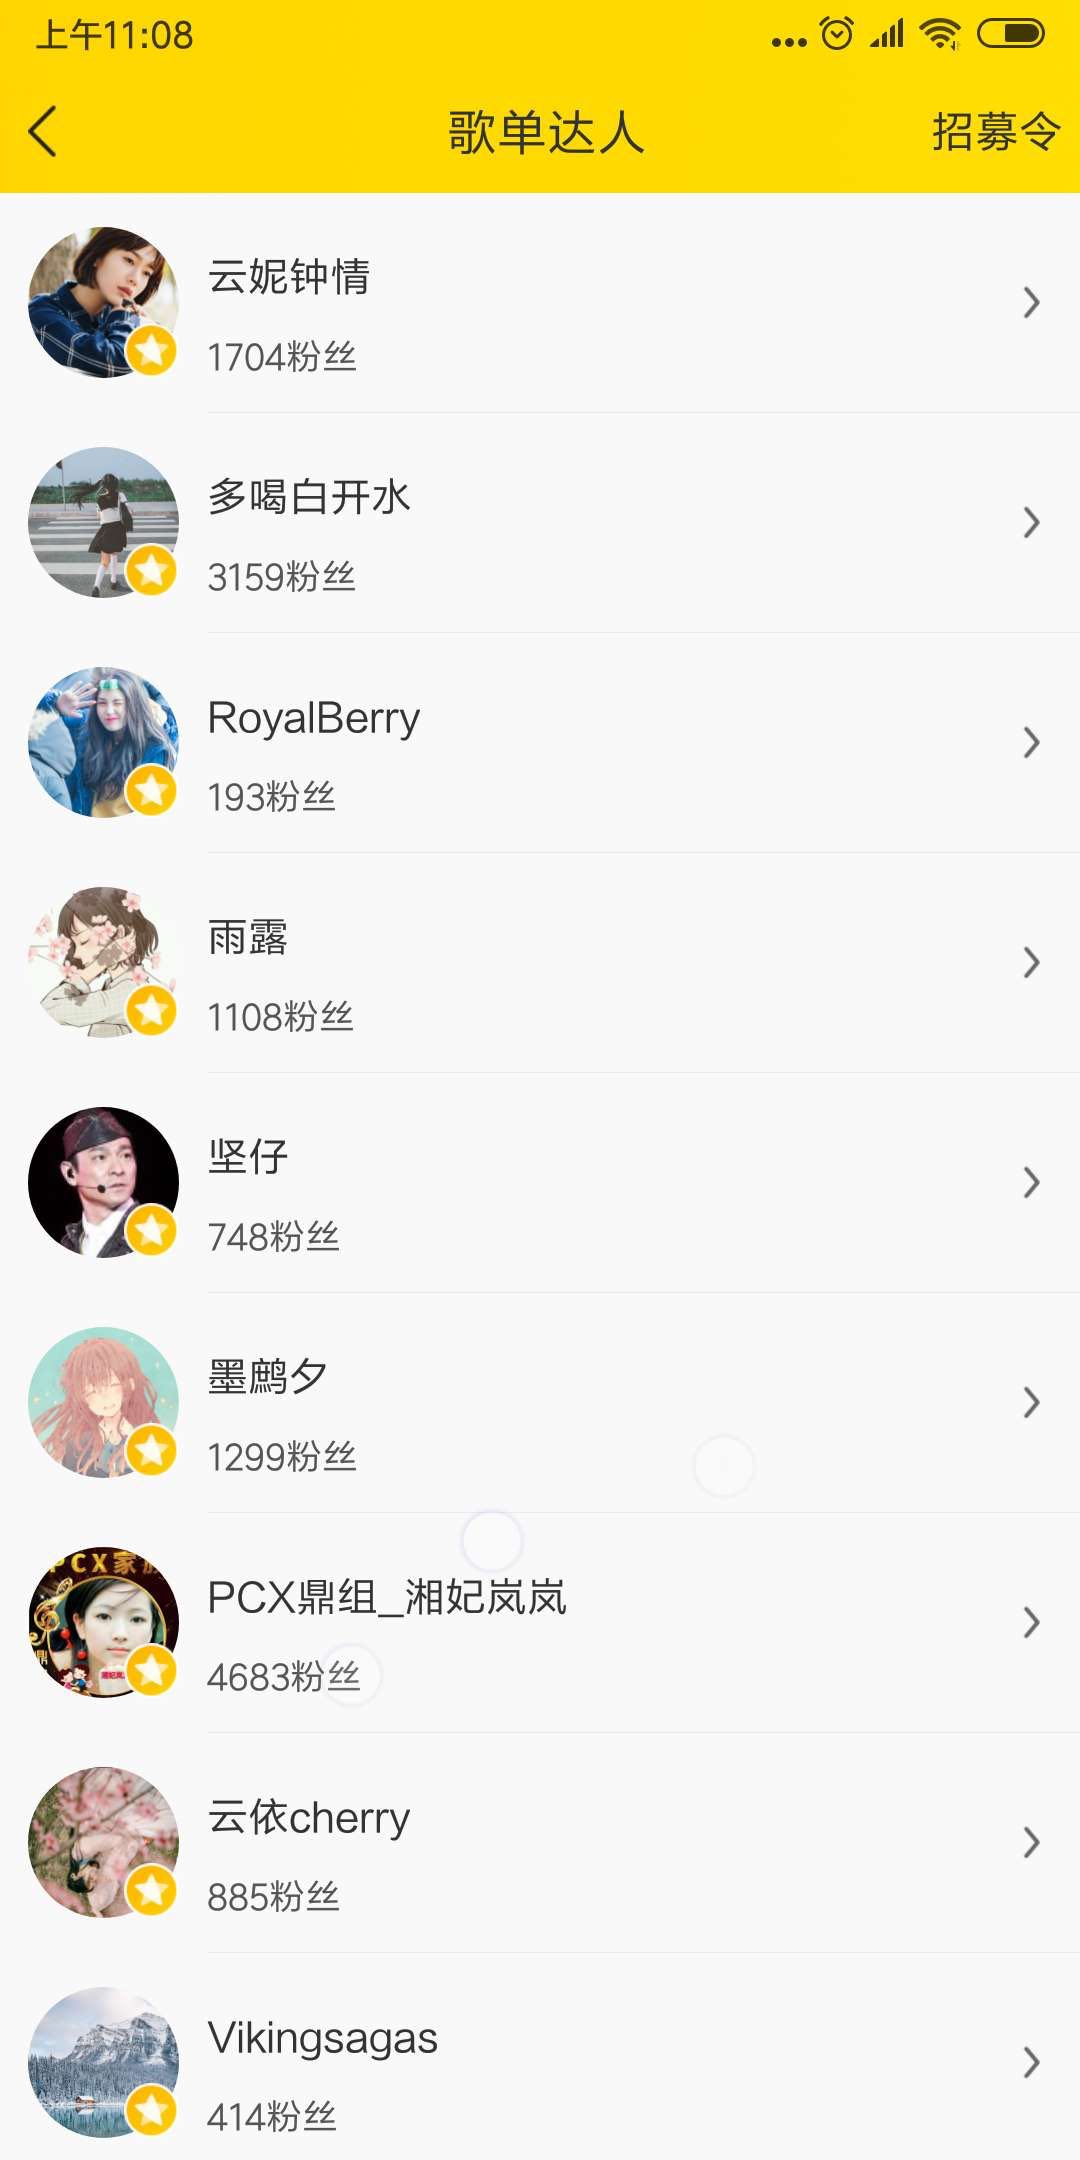 上午11:08
歌单达人
招募令
云妮钟情
1704粉丝
多喝白开水
3159粉丝
RoyalBerry
193粉丝
雨露
1108粉丝
坚仔
748粉丝
墨鹧夕
1299粉丝
PCX家族
PCX鼎组_湘妃岚岚
4683粉丝
云依cherry
885粉丝
Vikingsagas
414粉丝